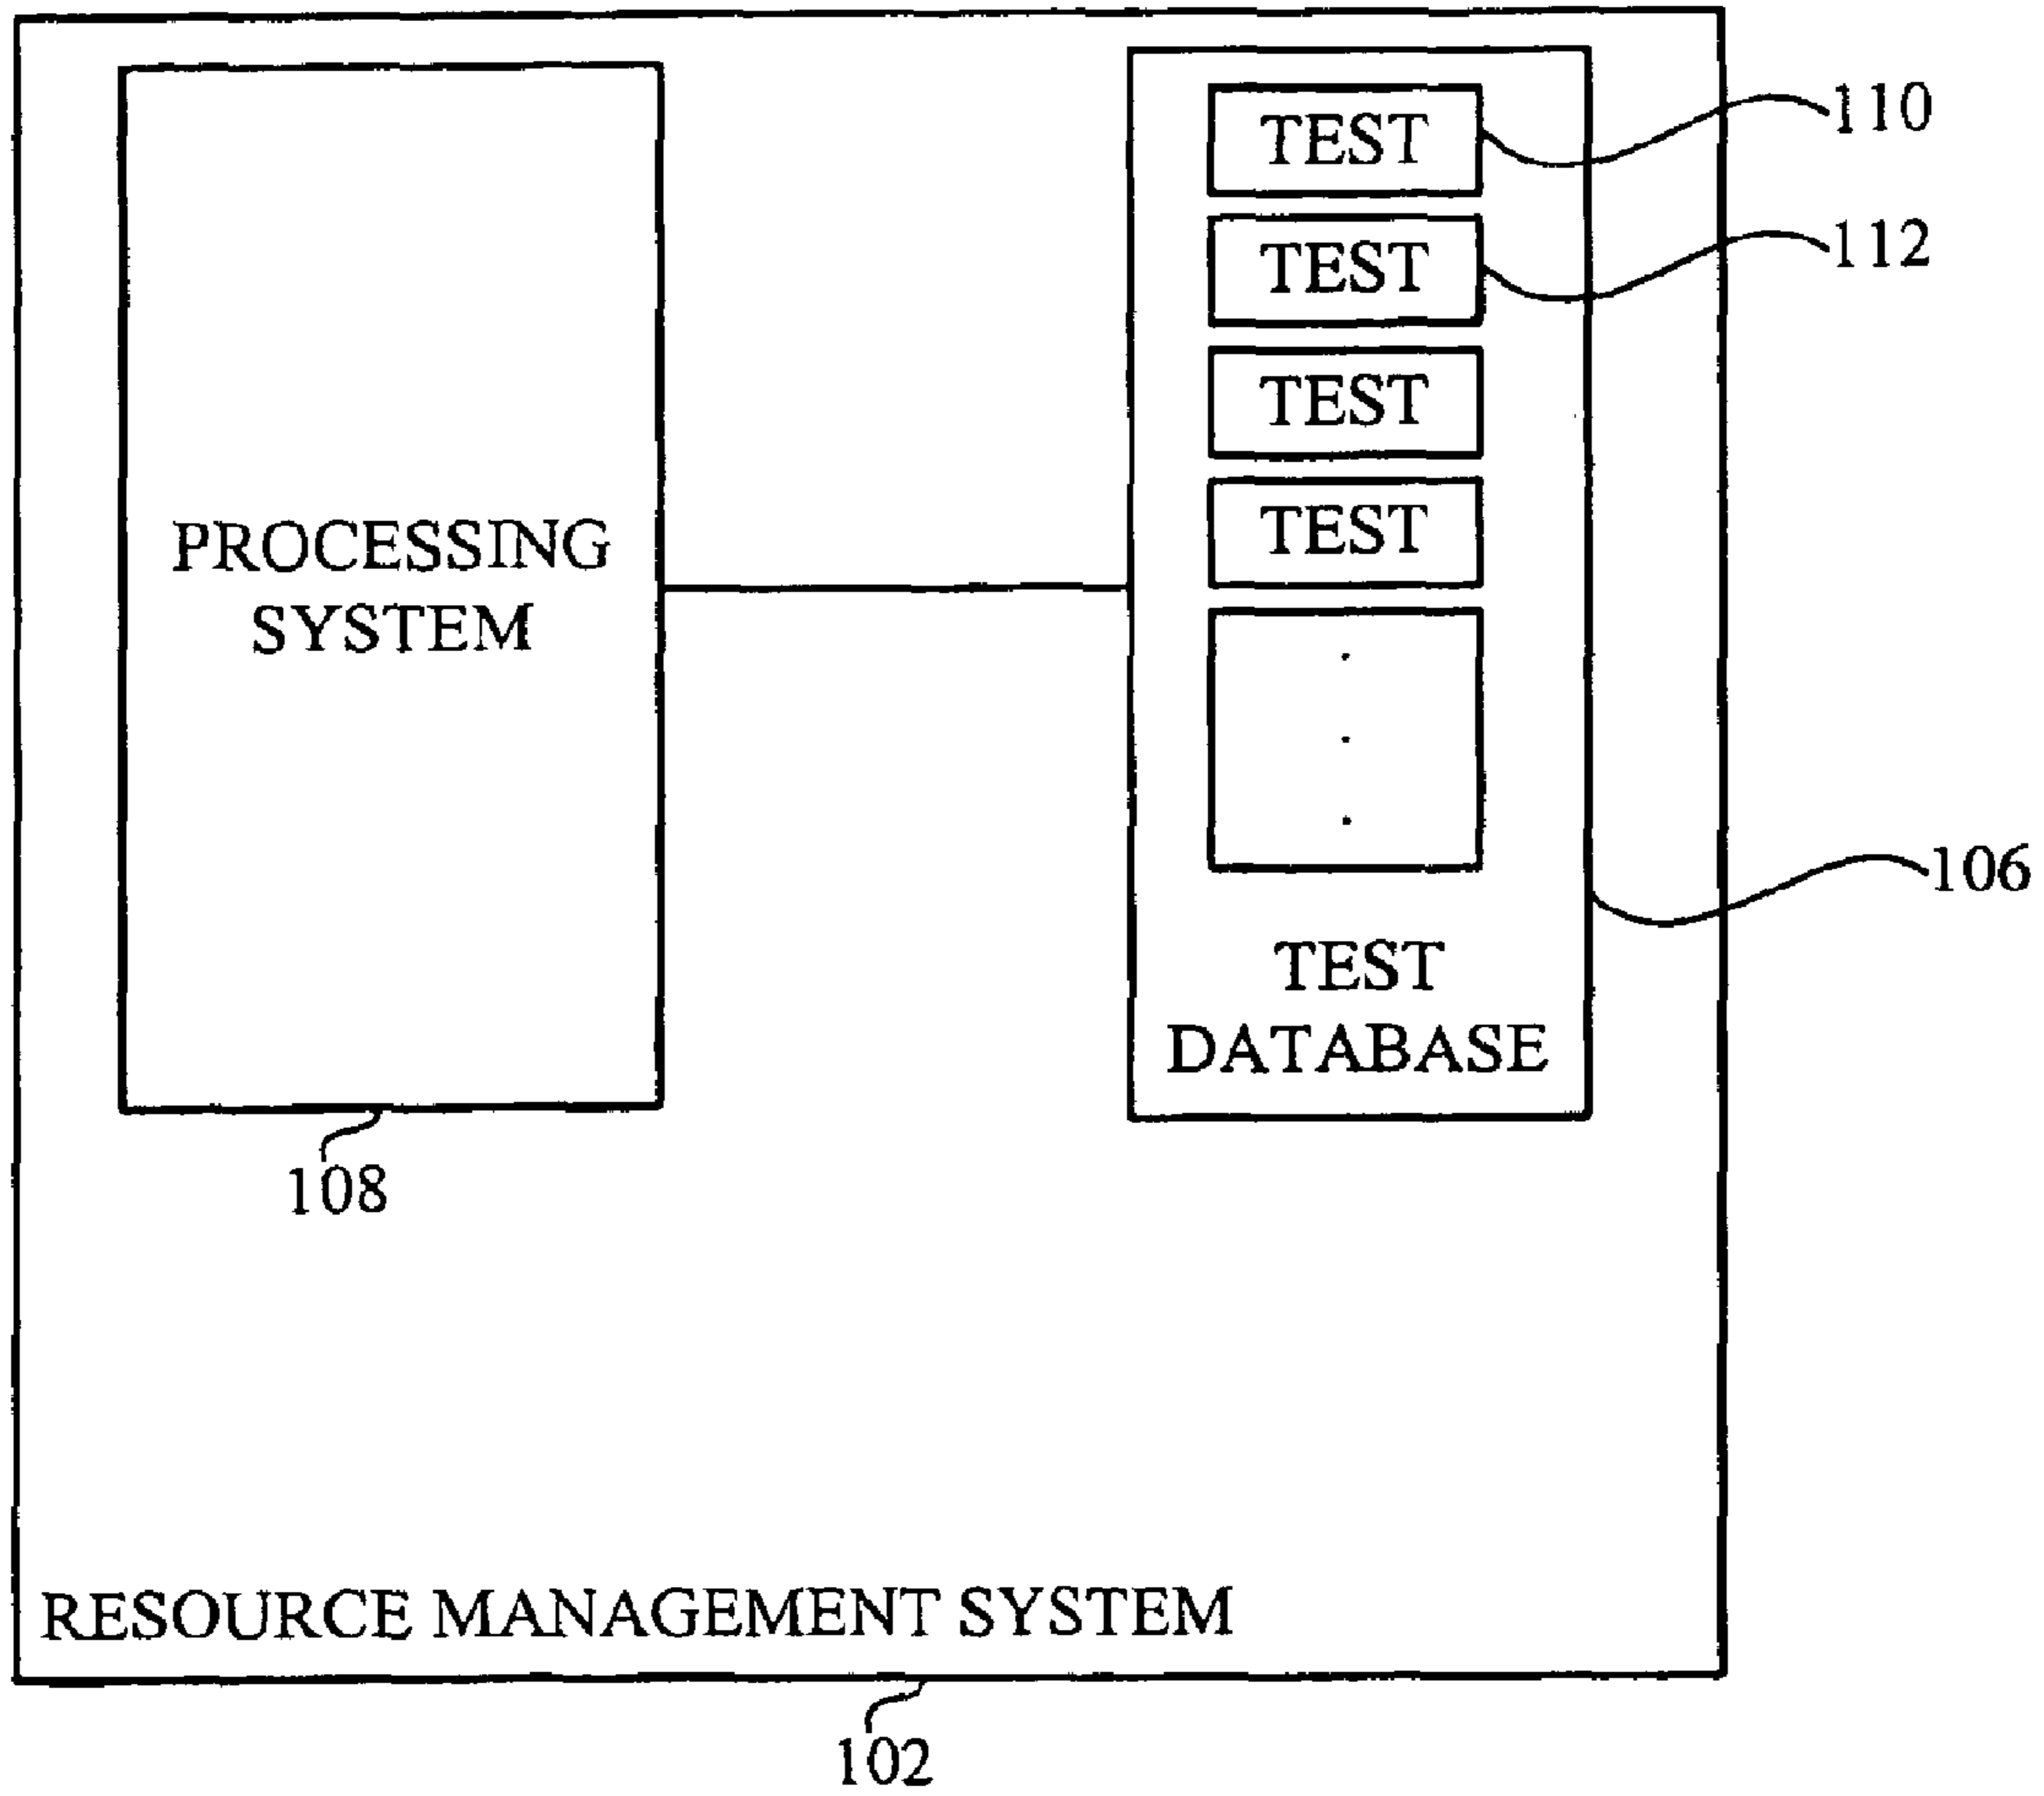 TEST
110
TEST
112
TEST
TEST
PROCESSING
SYSTEM
.
.
.
106
TEST
DATABASE
108
RESOURCE MANAGEMENT SYSTEM
102